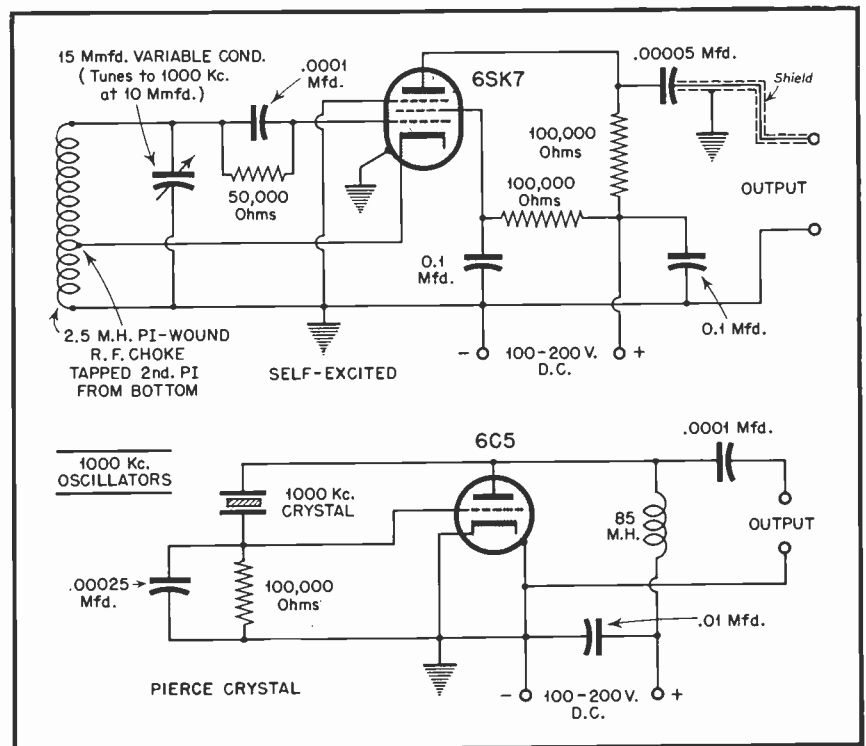 15 Mmfd. VARIABLE COND.
(Tunes to 1000 Kc.
at 10 Mmfd.)
.0001
Mfd.
6SK7
.00005 Mfd.
Shield
50,000
Ohms
100,000
Ohms
100,000
Ohms
OUTPUT
0.1
Mfd.
0.1 Mfd.
2.5 M.H. PI-WOUND
R.F. CHOKE
TAPPED 2nd. PI
FROM BOTTOM
SELF-EXCITED
- 100-200 V. +
D.C.
1000 Kc.
OSCILLATORS
6C5
.0001 Mfd.
1000 Kc.
CRYSTAL
85
M.H.
OUTPUT
.00025
Mfd.
100,000
Ohms
.01 Mfd.
PIERCE CRYSTAL
- 100-200 V. +
D.C.